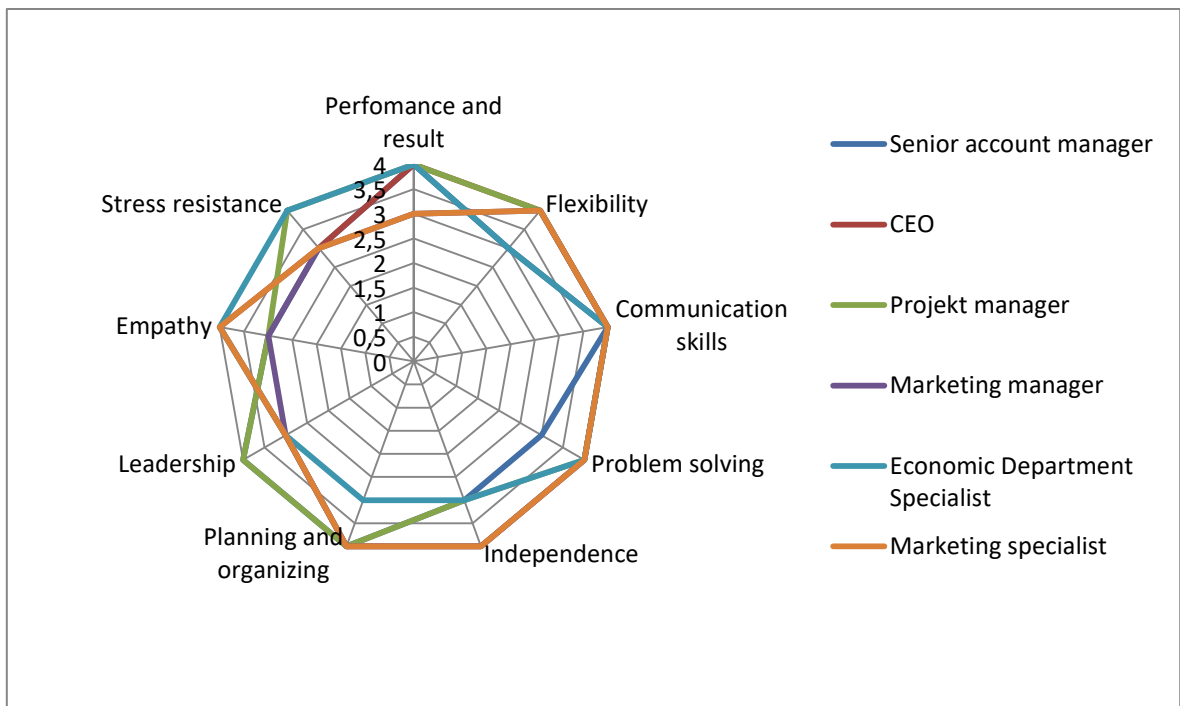 Perfomance and
result
4
3,5
3
2,5
2
1,5
1
0,5
0
Flexibility
Communication
skills
Problem solving
Independence
Planning and
organizing
Leadership
Empathy
Stress resistance
Senior account manager
CEO
Projekt manager
Marketing manager
Economic Department
Specialist
Marketing specialist